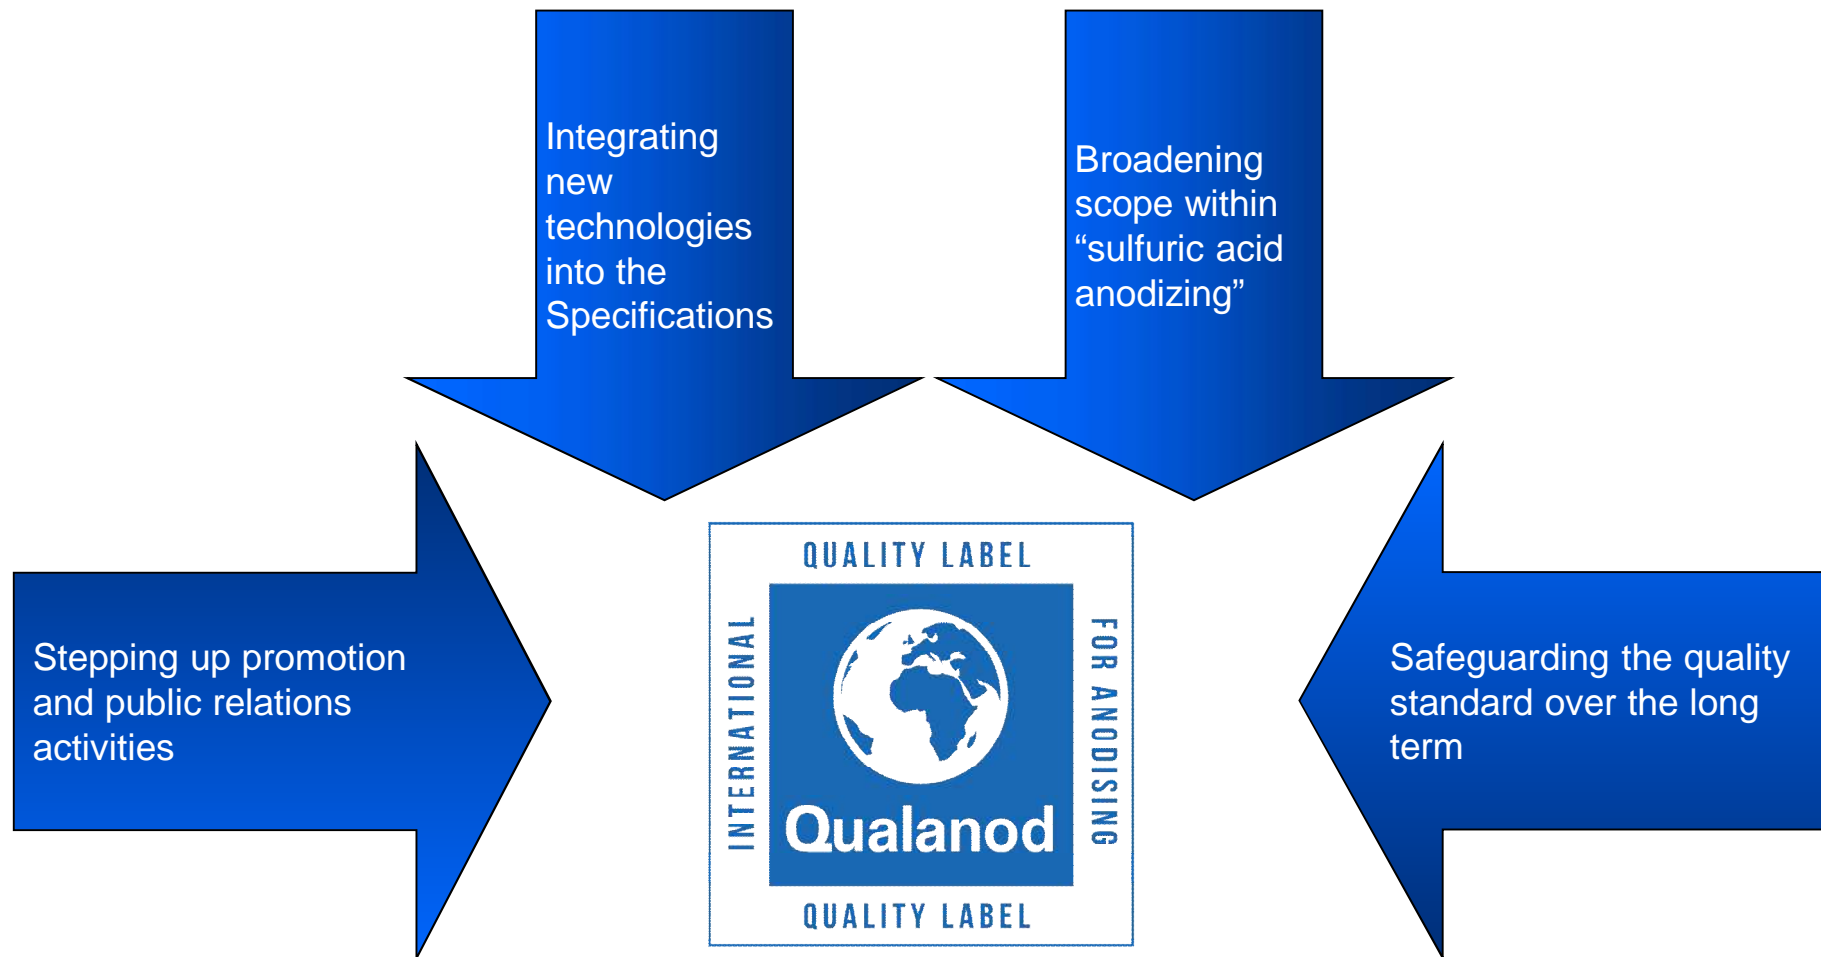 Integrating
new
technologies
into the
Specifications
Broadening
scope within
“sulfuric acid
anodizing”
Stepping up promotion
and public relations
activities
QUALITY LABEL
INTERNATIONAL
FOR ANODISING
Qualanod
QUALITY LABEL
Safeguarding the quality
standard over the long
term